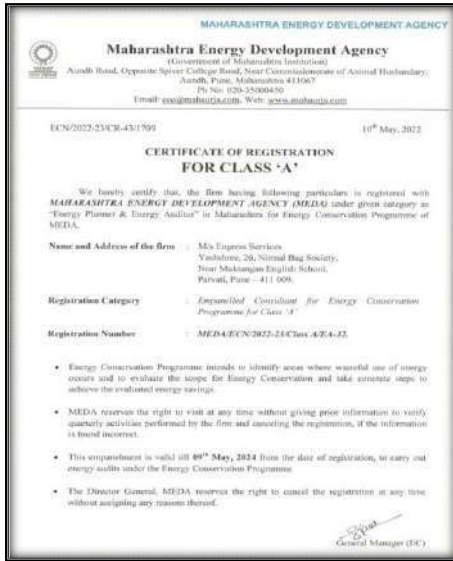 MAHARASHTRA ENERGY DEVELOPMENT AGENCY
Maharashtra Energy Development Agency
(Government of Maharashtra Institution)
Aundh Road, Opposite Spicer College Road, Near Commissionerate of Animal Husbandary,
Aundh, Pune, Maharashtra 411067
Ph No: 020-35000450
Email: eee@mahaurja.com, Web: www.mahaurja.com
ECN/2022-23/CR-43/1709 10th May, 2022
CERTIFICATE OF REGISTRATION
FOR CLASS 'A'
We hereby certify that, the firm having following particulars is registered with
MAHARASHTRA ENERGY DEVELOPMENT AGENCY (MEDA) under given category as
"Energy Planner & Energy Auditor" in Maharashtra for Energy Conservation Programme of
MEDA.
Name and Address of the firm : M/s Engress Services
Yashshree, 26, Nirmal Bag Society,
Near Muktangan English School,
Parvati, Pune – 411 009.
Registration Category : Empanelled Consultant for Energy Conservation
Programme for Class 'A'
Registration Number : MEDA/ECN/2022-23/Class A/EA-32.
• Energy Conservation Programme intends to identify areas where wasteful use of energy
occurs and to evaluate the scope for Energy Conservation and take concrete steps to
achieve the evaluated energy savings.
• MEDA reserves the right to visit at any time without giving prior information to verify
quarterly activities performed by the firm and canceling the registration, if the information
is found incorrect.
• This empanelment is valid till 09th May, 2024 from the date of registration, to carry out
energy audits under the Energy Conservation Programme
• The Director General, MEDA reserves the right to cancel the registration at any time
without assigning any reasons thereof.
General Manager (EC)